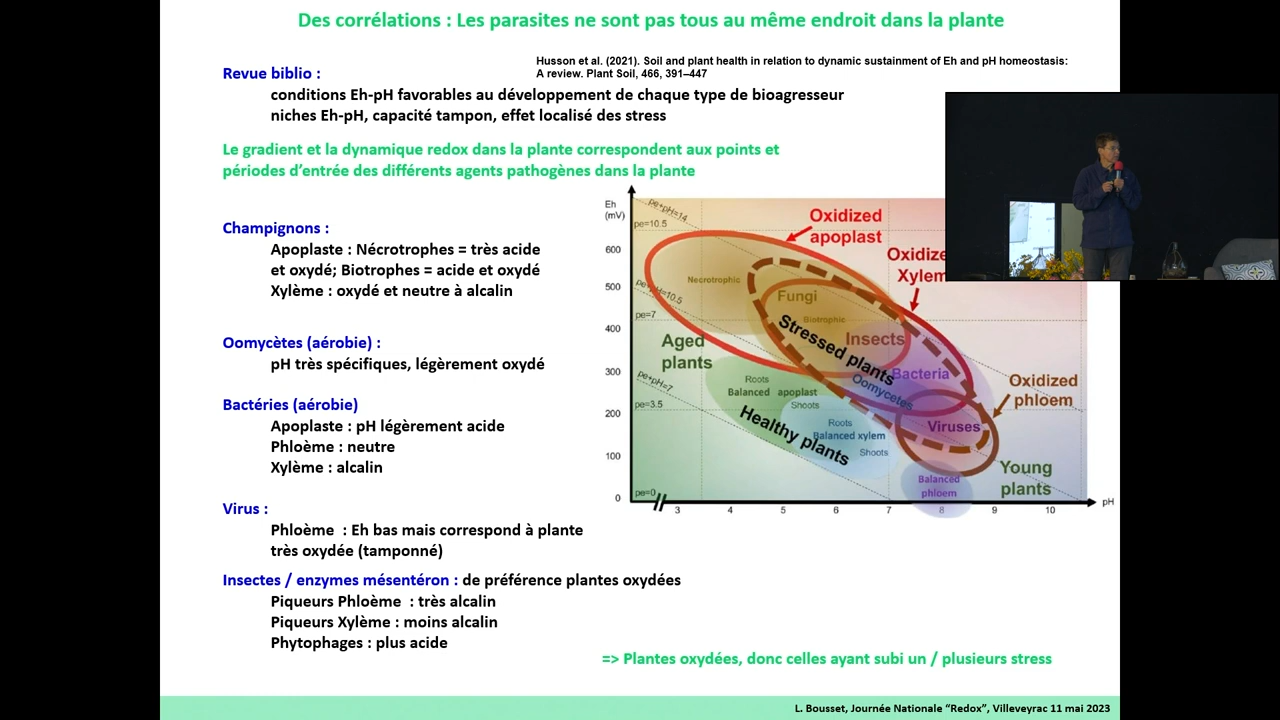 Des corrélations : Les parasites ne sont pas tous au même endroit dans la plante
Husson et al. (2021). Soil and plant health in relation to dynamic sustainment of Eh and pH homeostasis:
A review. Plant Soil, 466, 391–447
Revue biblio :
conditions Eh-pH favorables au développement de chaque type de bioagresseur
niches Eh-pH, capacité tampon, effet localisé des stress
Le gradient et la dynamique redox dans la plante correspondent aux points et
périodes d'entrée des différents agents pathogènes dans la plante
Champignons :
Apoplaste : Nécrotrophes = très acide
et oxydé; Biotrophes = acide et oxydé
Xylème : oxydé et neutre à alcalin
Oomycètes (aérobie) :
pH très spécifiques, légèrement oxydé
Bactéries (aérobie)
Apoplaste : pH légèrement acide
Phloème : neutre
Xylème : alcalin
Virus :
Phloème : Eh bas mais correspond à plante
très oxydée (tamponné)
Insectes / enzymes mésentéron : de préférence plantes oxydées
Piqueurs Phloème : très alcalin
Piqueurs Xylème : moins alcalin
Phytophages : plus acide
Eh
(mV)
pe+pH=14
pe=10.5
600
500
pe+pH=10.5
pe=7
400
300
pe+pH=7
pe=3.5
200
100
0
pe=0
3 4 5 6 7 8 9 10
pH
Oxidized
apoplast
Oxidize
Xylem
Necrotrophic
Fungi
Biotrophic
Stressed plants
Insects
Aged
plants
Bacteria
Oomycetes
Oxidized
phloem
Roots
Balanced apoplast
Shoots
Healthy plants
Roots
Balanced xylem
Shoots
Viruses
Balanced
phloem
Young
plants
=> Plantes oxydées, donc celles ayant subi un / plusieurs stress
L. Bousset, Journée Nationale “Redox”, Villeveyrac 11 mai 2023